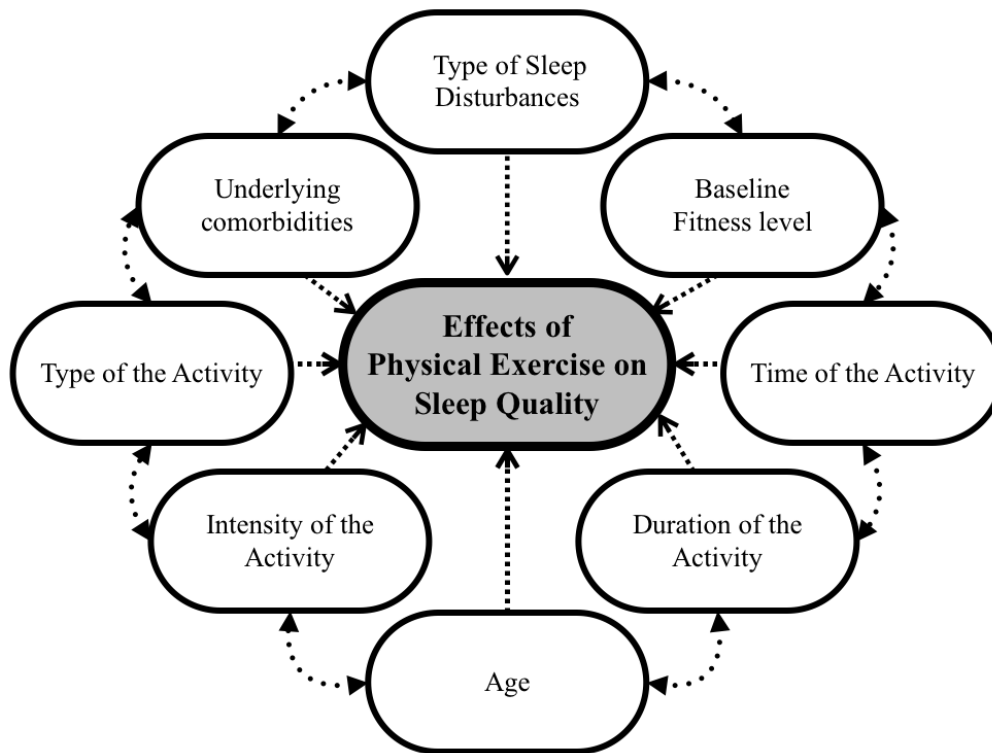 Type of Sleep
Disturbances
Underlying
comorbidities
Baseline
Fitness level
Effects of
Physical Exercise on
Sleep Quality
Type of the Activity
Time of the Activity
Intensity of the
Activity
Duration of the
Activity
Age